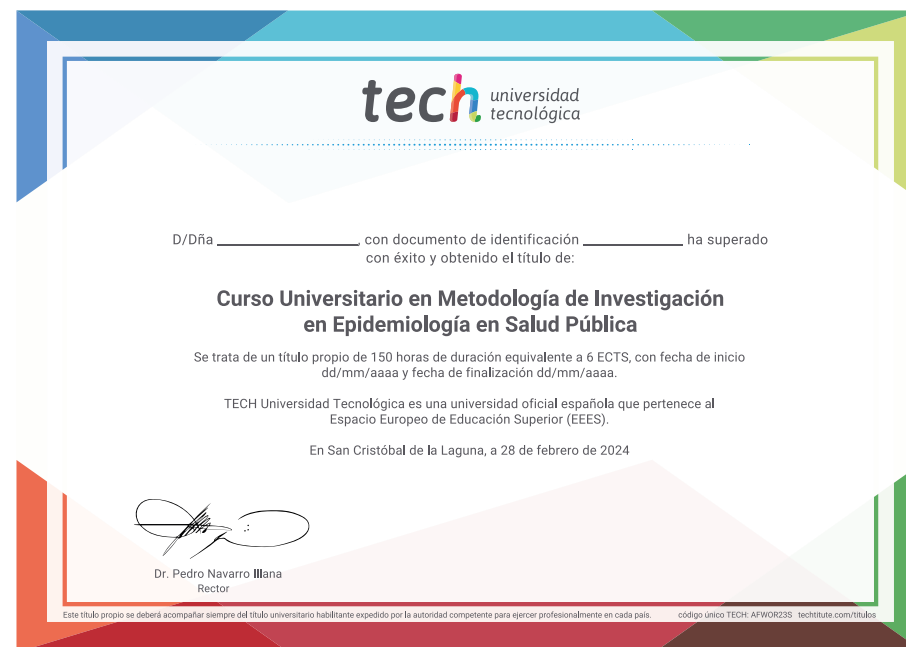 tech universidad
tecnológica
D/Dña ______________, con documento de identificación ____________ ha superado
con éxito y obtenido el título de:
Curso Universitario en Metodología de Investigación
en Epidemiología en Salud Pública
Se trata de un título propio de 150 horas de duración equivalente a 6 ECTS, con fecha de inicio
dd/mm/aaaa y fecha de finalización dd/mm/aaaa.
TECH Universidad Tecnológica es una universidad oficial española que pertenece al
Espacio Europeo de Educación Superior (EEES).
En San Cristóbal de la Laguna, a 28 de febrero de 2024
Dr. Pedro Navarro Illana
Rector
Este título propio se deberá acompañar siempre del título universitario habilitante expedido por la autoridad competente para ejercer profesionalmente en cada país. código único TECH: AFWOR23S techtitute.com/titulos